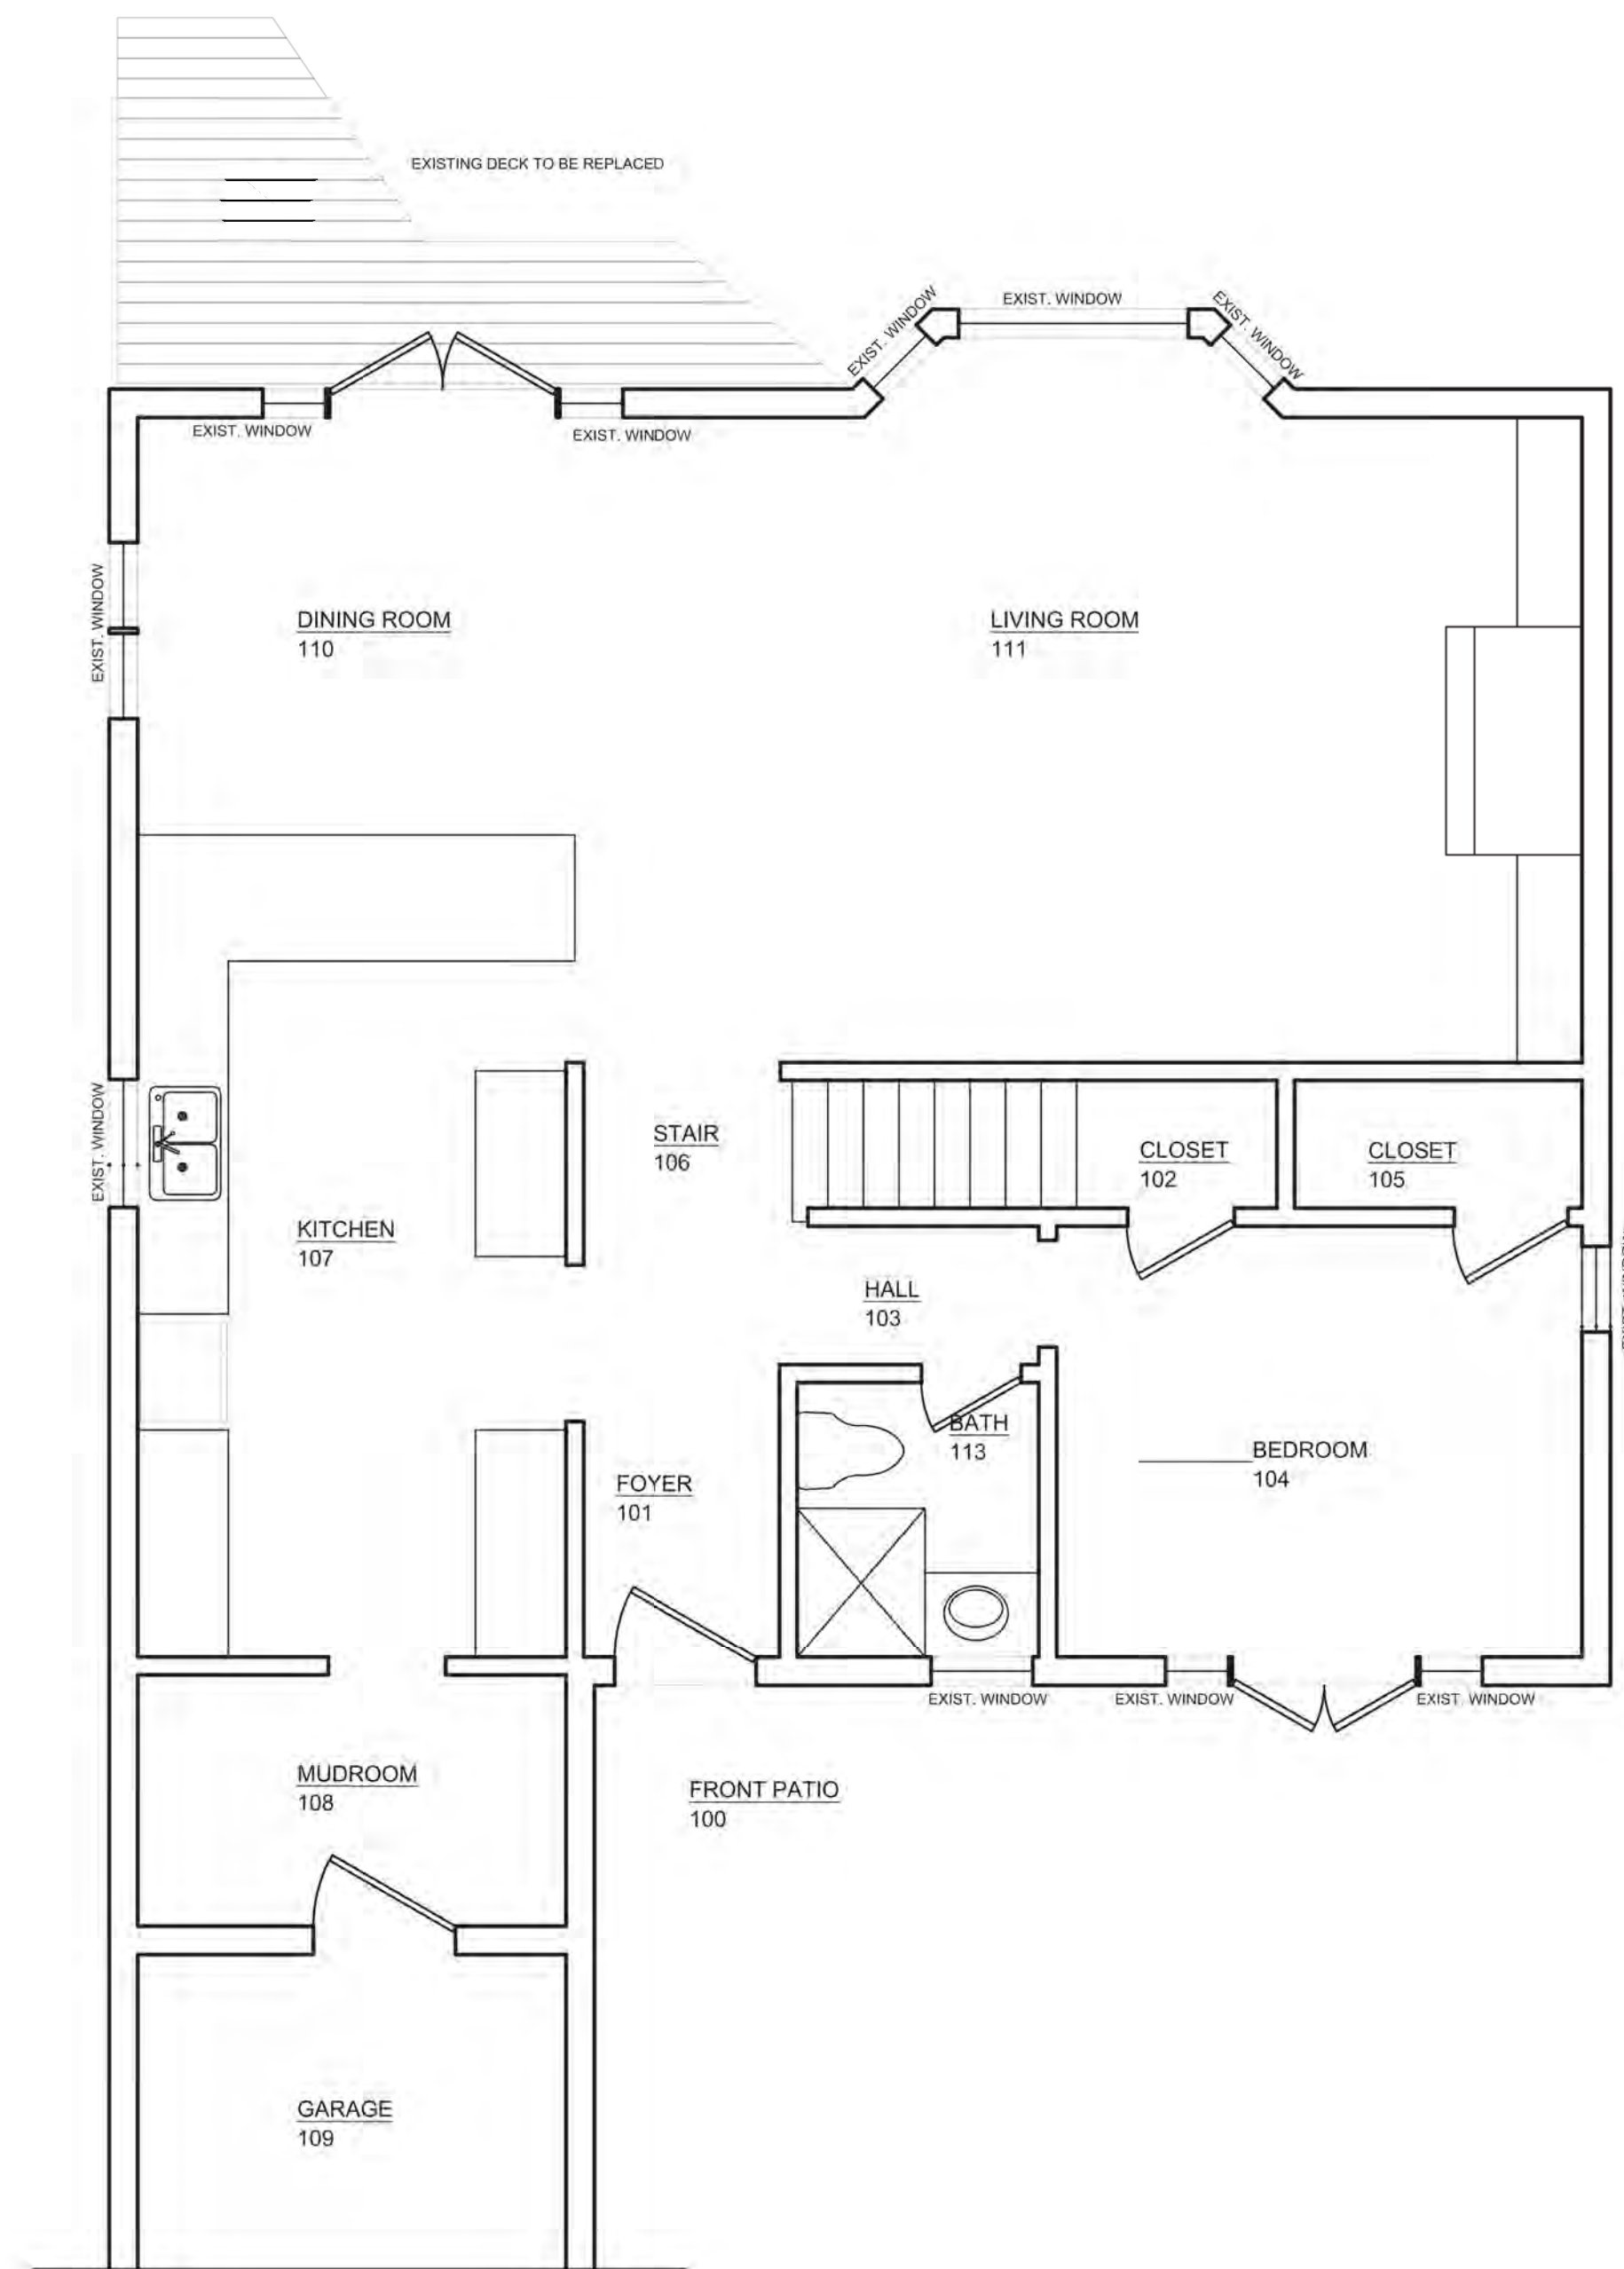 EXISTING DECK TO BE REPLACED
EXIST. WINDOW
EXIST. WINDOW
EXIST. WINDOW
EXIST. WINDOW
EXIST. WINDOW
EXIST. WINDOW
DINING ROOM
110
LIVING ROOM
111
EXIST. WINDOW
STAIR
106
CLOSET
102
CLOSET
105
KITCHEN
107
HALL
103
BATH
113
BEDROOM
104
FOYER
101
EXIST. WINDOW
EXIST. WINDOW
EXIST. WINDOW
MUDROOM
108
FRONT PATIO
100
GARAGE
109